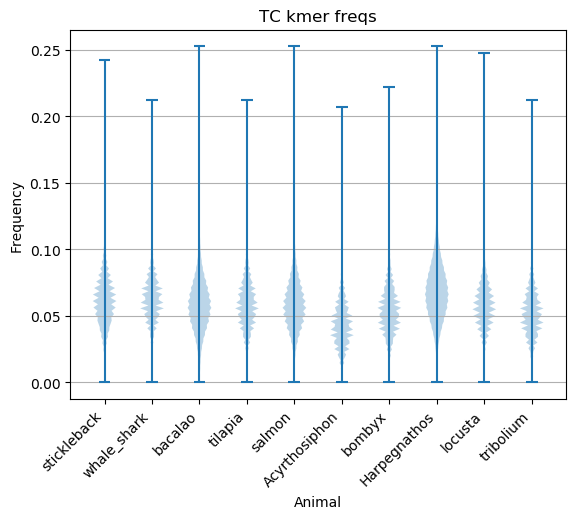 TC kmer freqs
Frequency
0.25
0.20
0.15
0.10
0.05
0.00
stickleback
whale_shark
bacalao
tilapia
salmon
Acyrthosiphon
bombyx
Harpegnathos
locusta
tribolium
Animal